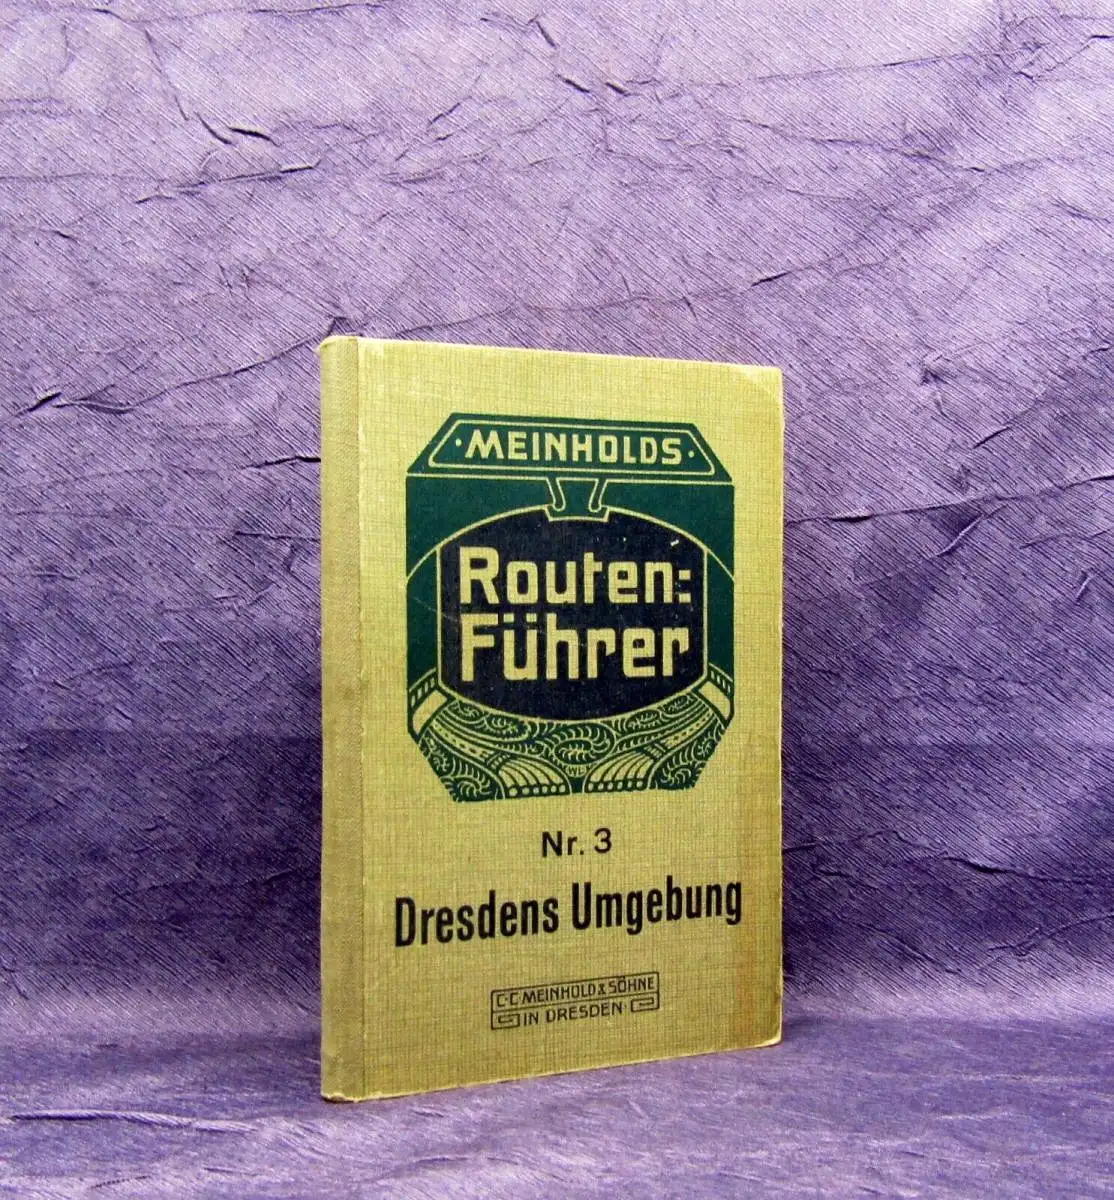 ·MEINHOLDS·
Routen:
Führer
Nr. 3
Dresdens Umgebung
C·C·MEINHOLD & SÖHNE
IN DRESDEN·